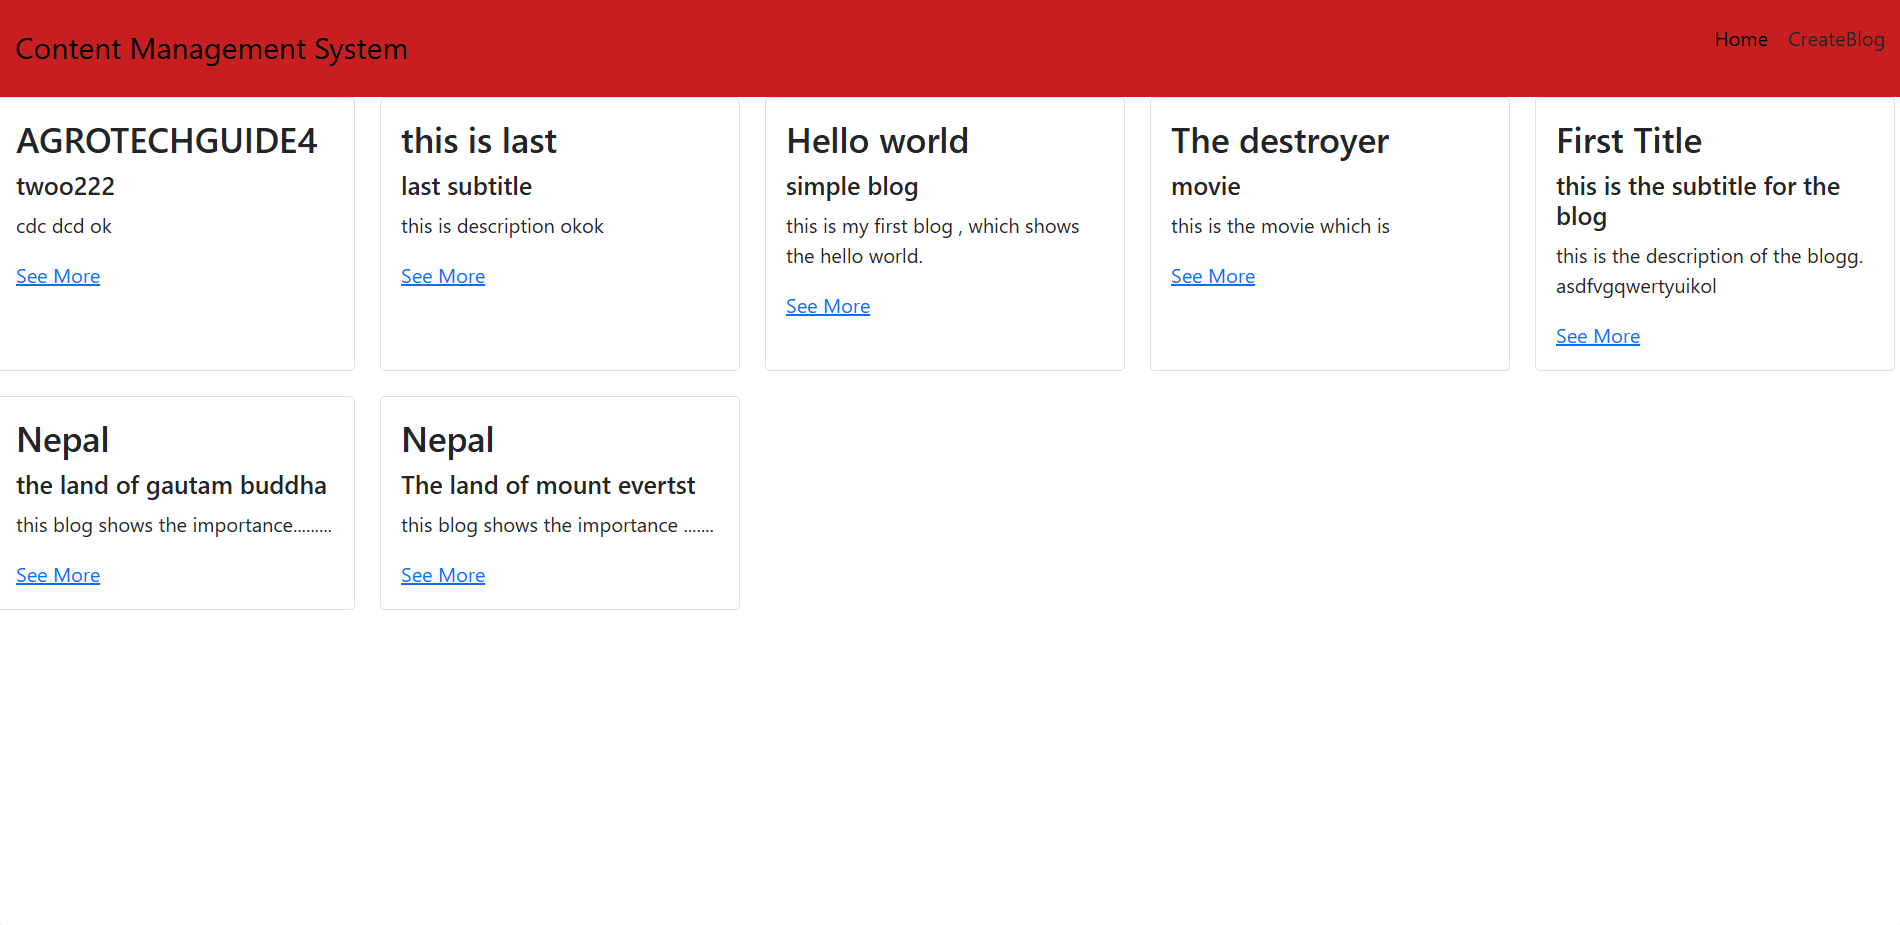 Content Management System
Home CreateBlog
AGROTECHGUIDE4
twoo222
cdc dcd ok
See More
this is last
last subtitle
this is description okok
See More
Hello world
simple blog
this is my first blog , which shows
the hello world.
See More
The destroyer
movie
this is the movie which is
See More
First Title
this is the subtitle for the
blog
this is the description of the blogg.
asdfvgqwertyuikol
See More
Nepal
the land of gautam buddha
this blog shows the importance.........
See More
Nepal
The land of mount evertst
this blog shows the importance .......
See More